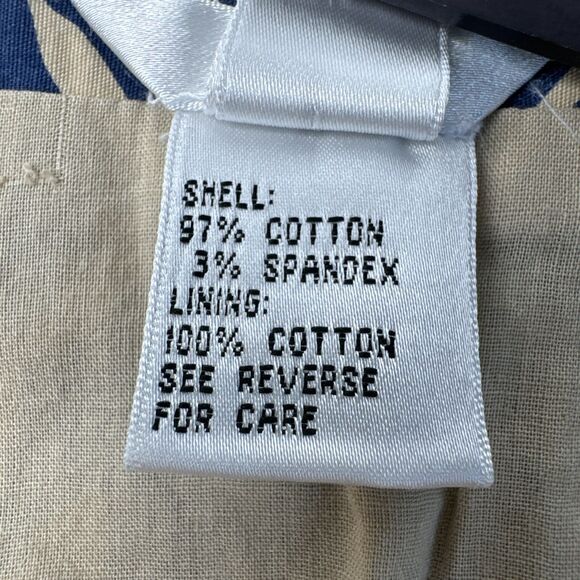 SHELL:
97% COTTON
3% SPANDEX
LINING:
100% COTTON
SEE REVERSE
FOR CARE